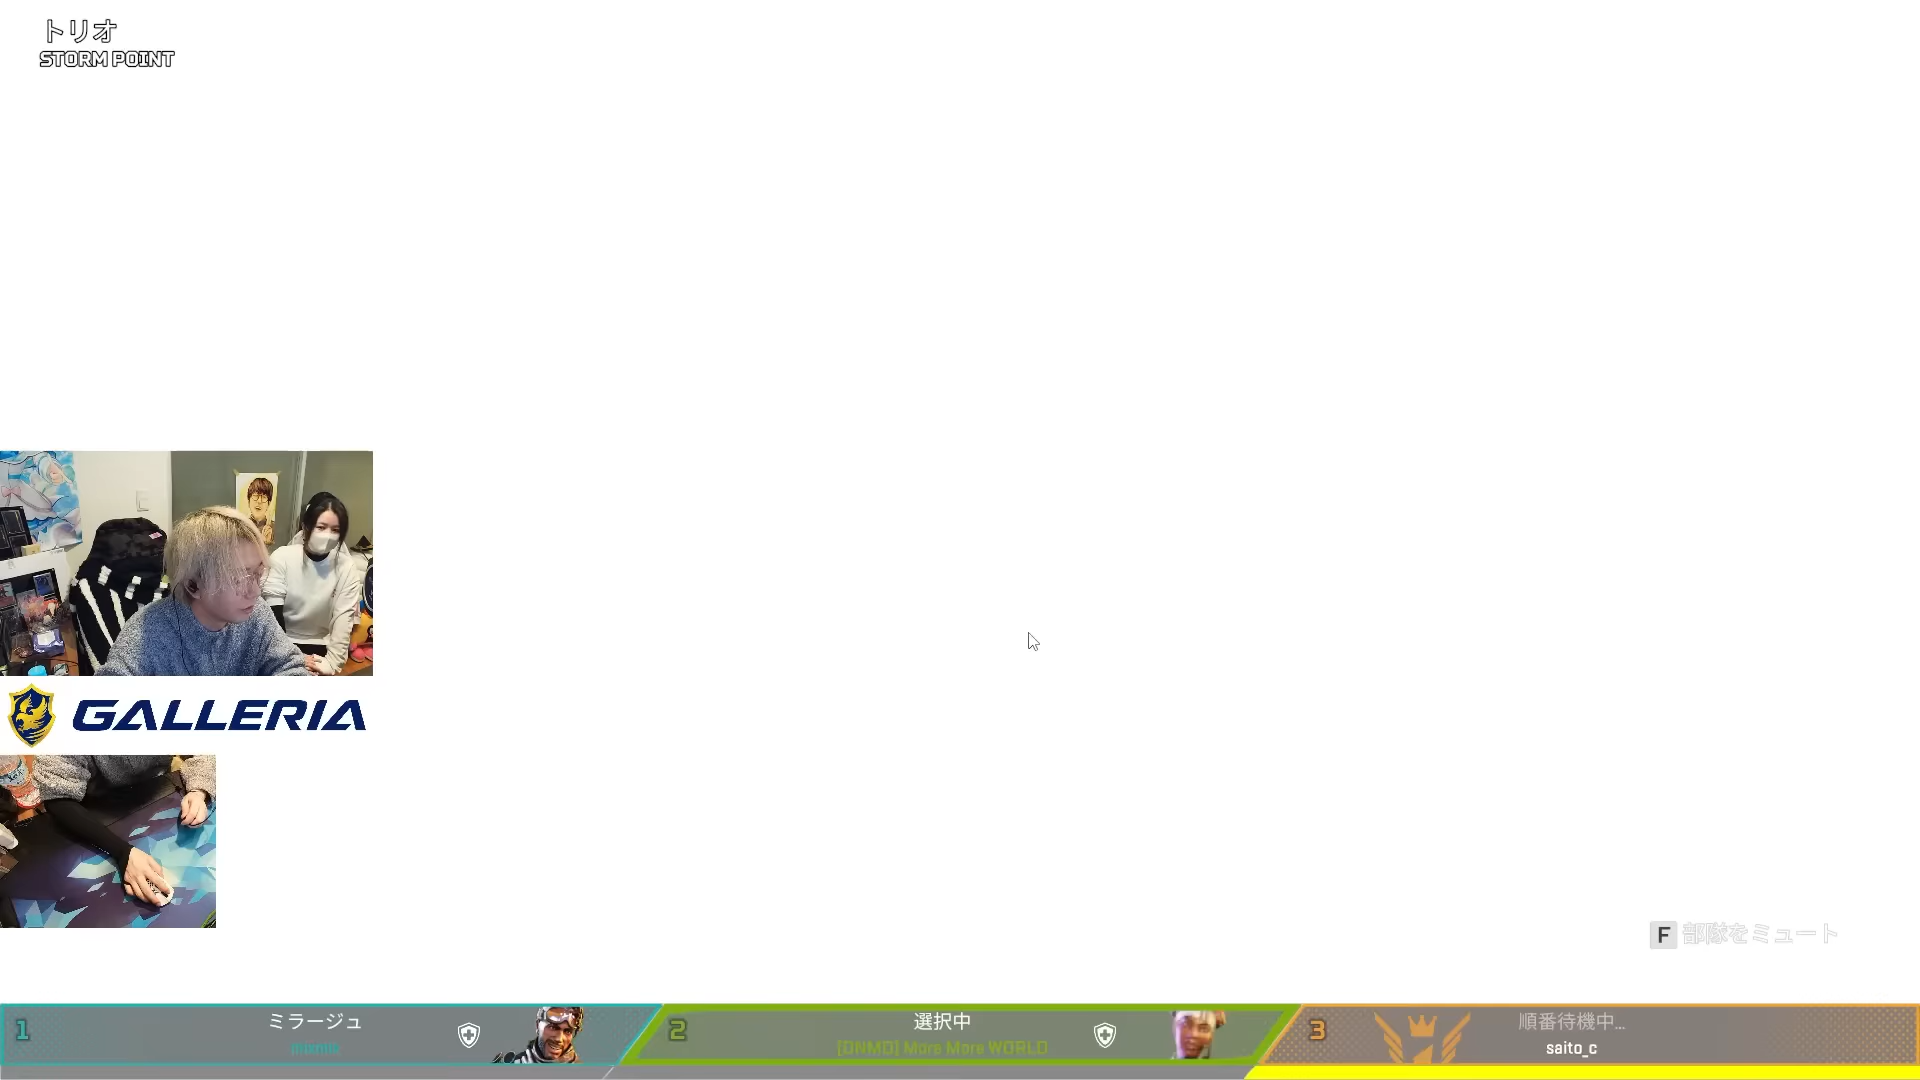 トリオ
STORM POINT
GALLERIA
F 部隊をミュート
1
ミラージュ
2
選択中
[DNMD] More More WORLD
3
順番待機中...
saito_c